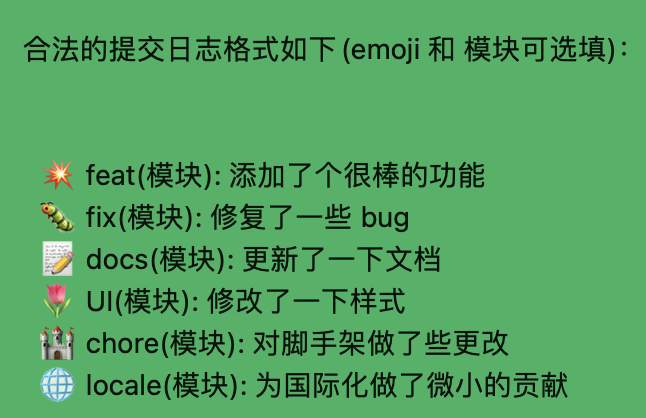 合法的提交日志格式如下(emoji 和 模块可选填)：
💥 feat(模块): 添加了个很棒的功能
🐛 fix(模块): 修复了一些 bug
📝 docs(模块): 更新了一下文档
🌷 UI(模块): 修改了一下样式
🏰 chore(模块): 对脚手架做了些更改
🌐 locale(模块): 为国际化做了微小的贡献